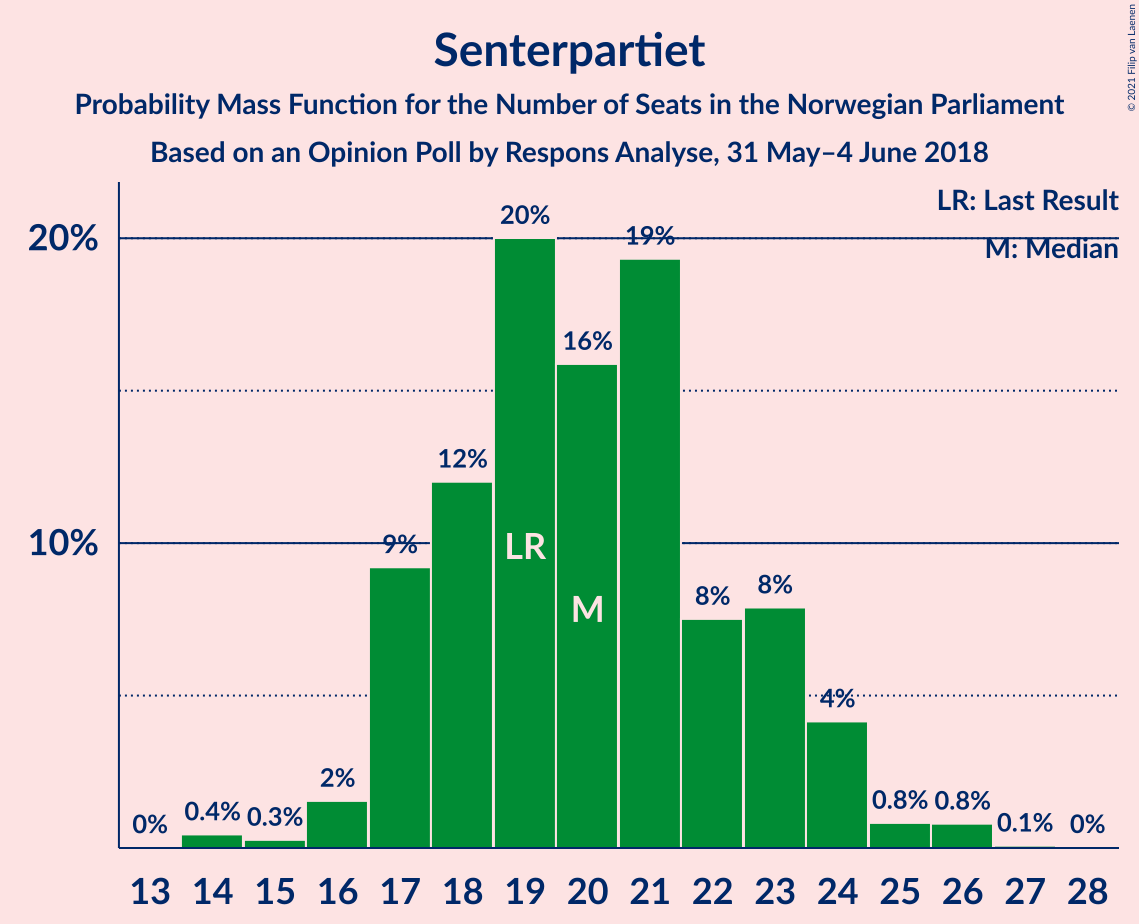 © 2021 Filip van Laenen
Senterpartiet
Probability Mass Function for the Number of Seats in the Norwegian Parliament
Based on an Opinion Poll by Respons Analyse, 31 May–4 June 2018
LR: Last Result
M: Median
20%
10%
0%
0.4%
0.3%
2%
9%
12%
20%
16%
19%
8%
8%
4%
0.8%
0.8%
0.1%
0%
LR
M
13 14 15 16 17 18 19 20 21 22 23 24 25 26 27 28